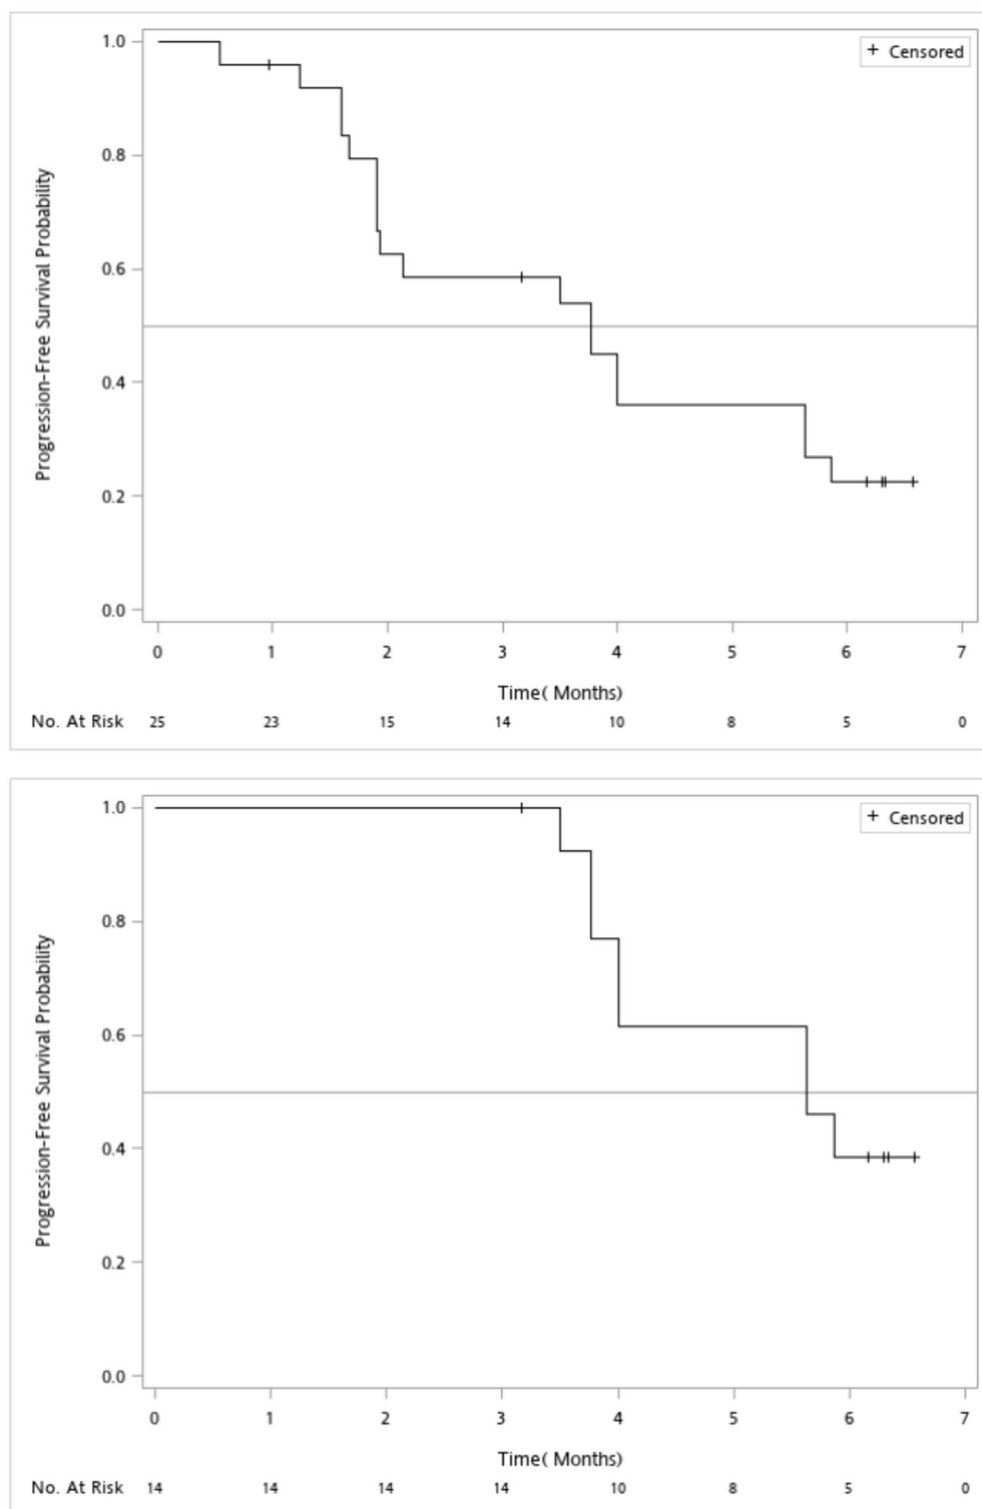 + Censored
Progression-Free Survival Probability
1.0
0.8
0.6
0.4
0.2
0.0
0 1 2 3 4 5 6 7
Time( Months)
No. At Risk 25 23 15 14 10 8 5 0
+ Censored
Progression-Free Survival Probability
1.0
0.8
0.6
0.4
0.2
0.0
0 1 2 3 4 5 6 7
Time( Months)
No. At Risk 14 14 14 14 10 8 5 0